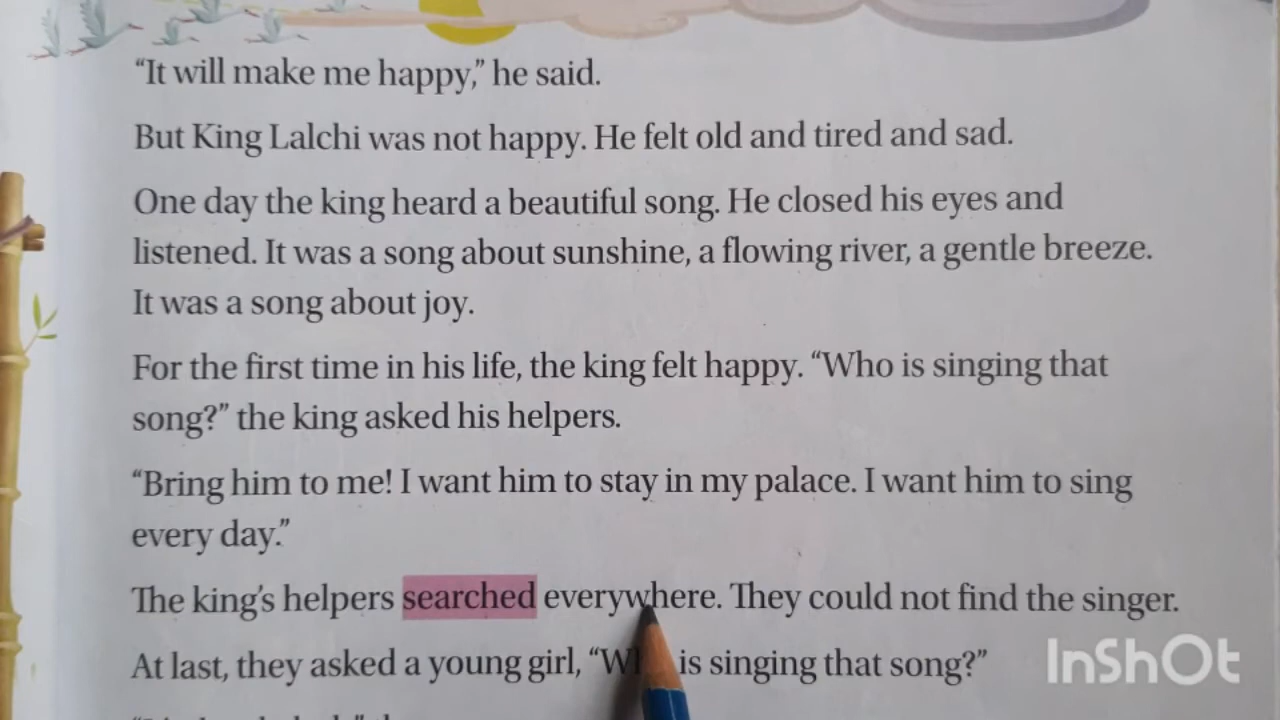 “It will make me happy,” he said.
But King Lalchi was not happy. He felt old and tired and sad.
One day the king heard a beautiful song. He closed his eyes and
listened. It was a song about sunshine, a flowing river, a gentle breeze.
It was a song about joy.
For the first time in his life, the king felt happy. “Who is singing that
song?” the king asked his helpers.
“Bring him to me! I want him to stay in my palace. I want him to sing
every day.”
The king’s helpers searched everywhere. They could not find the singer.
At last, they asked a young girl, “Who is singing that song?”
InShOt